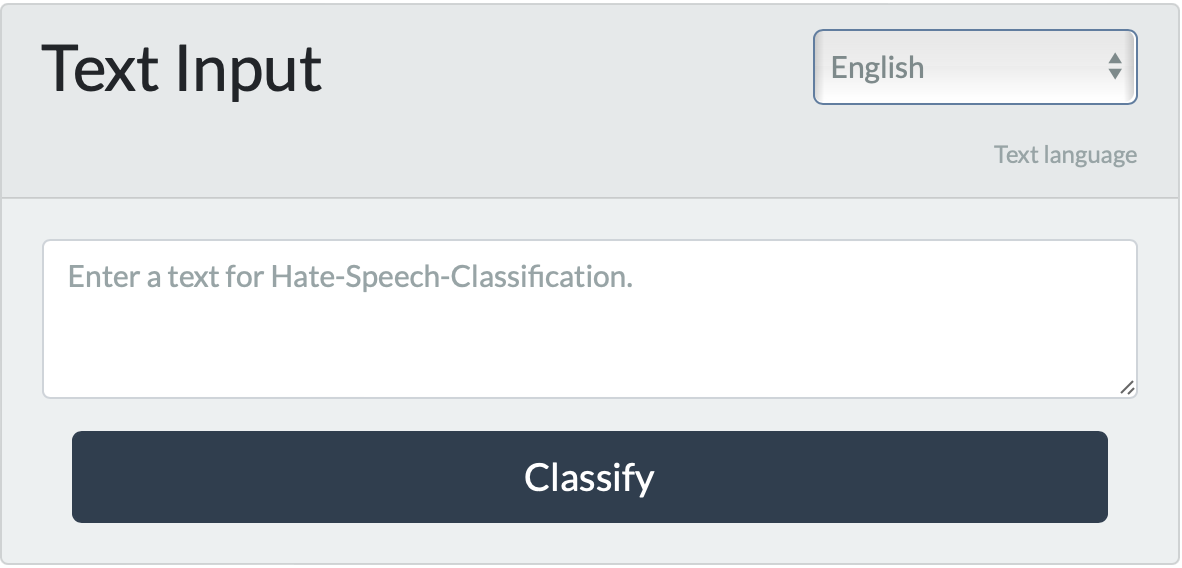 Text Input
English
Text language
Enter a text for Hate-Speech-Classification.
Classify